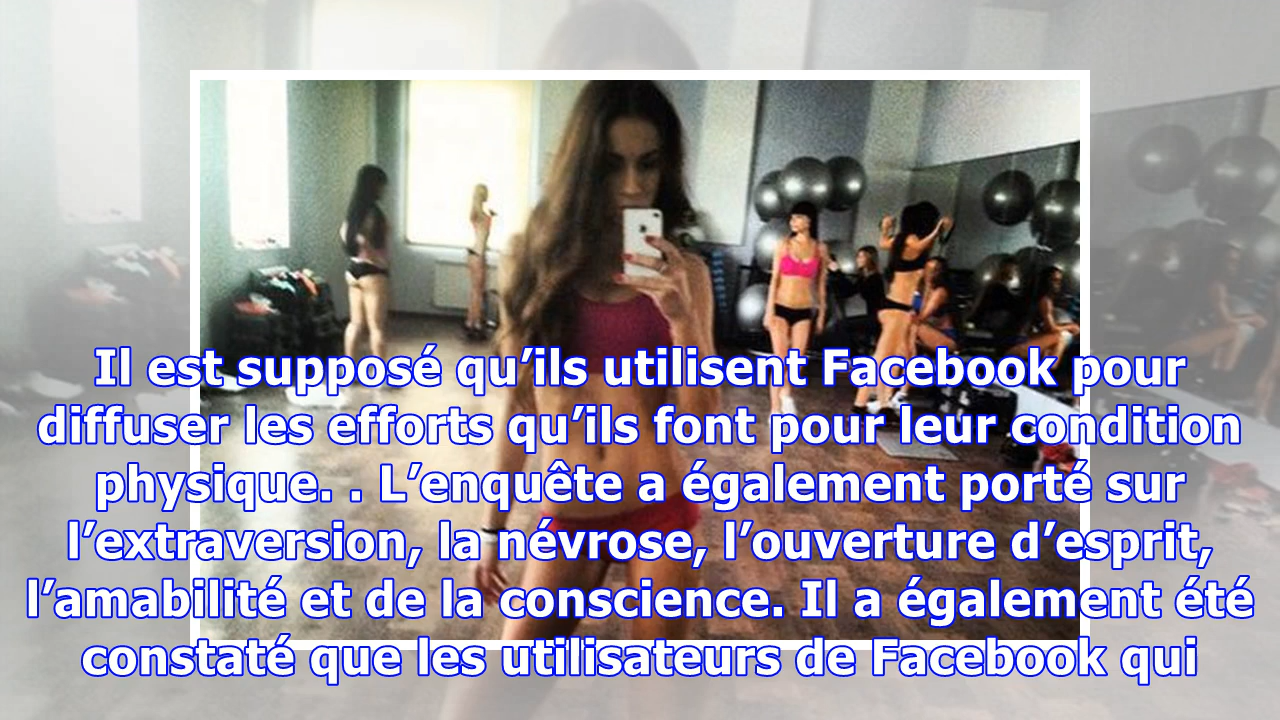 Il est supposé qu’ils utilisent Facebook pour
diffuser les efforts qu’ils font pour leur condition
physique. . L’enquête a également porté sur
l’extraversion, la névrose, l’ouverture d’esprit,
l’amabilité et de la conscience. Il a également été
constaté que les utilisateurs de Facebook qui